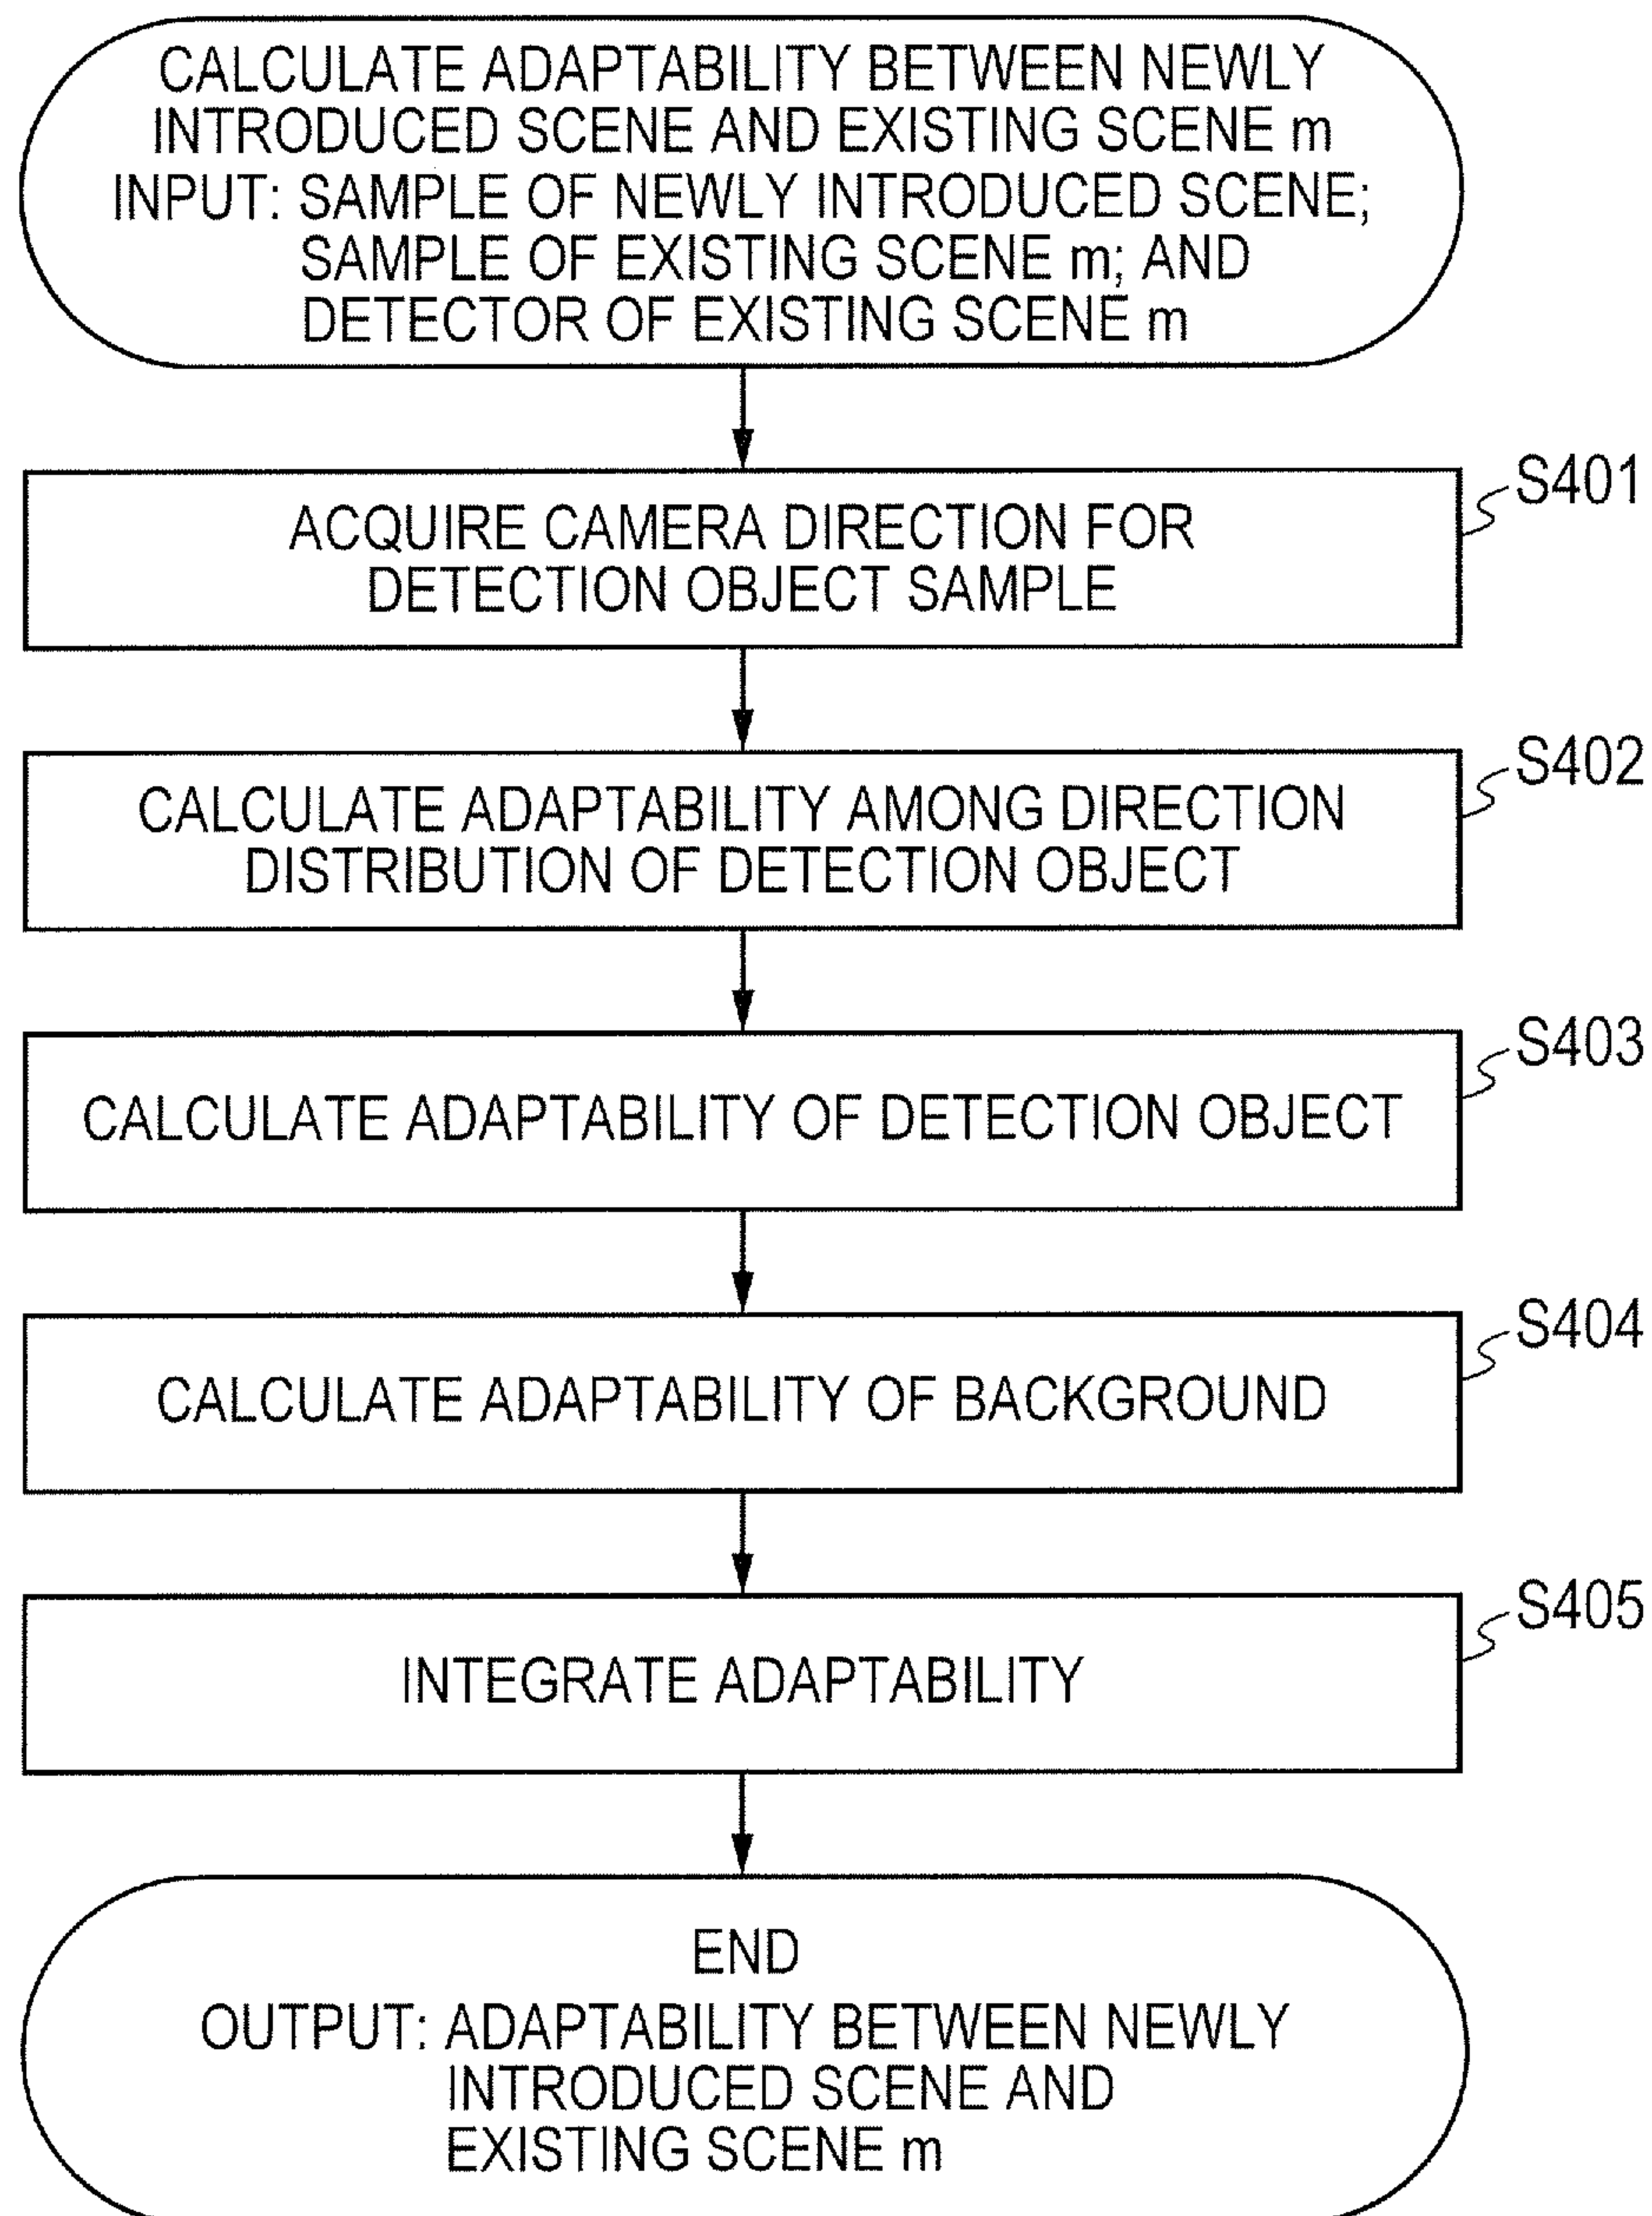 CALCULATE ADAPTABILITY BETWEEN NEWLY
INTRODUCED SCENE AND EXISTING SCENE m
INPUT: SAMPLE OF NEWLY INTRODUCED SCENE;
SAMPLE OF EXISTING SCENE m; AND
DETECTOR OF EXISTING SCENE m
S401
ACQUIRE CAMERA DIRECTION FOR
DETECTION OBJECT SAMPLE
S402
CALCULATE ADAPTABILITY AMONG DIRECTION
DISTRIBUTION OF DETECTION OBJECT
S403
CALCULATE ADAPTABILITY OF DETECTION OBJECT
S404
CALCULATE ADAPTABILITY OF BACKGROUND
S405
INTEGRATE ADAPTABILITY
END
OUTPUT: ADAPTABILITY BETWEEN NEWLY
INTRODUCED SCENE AND
EXISTING SCENE m